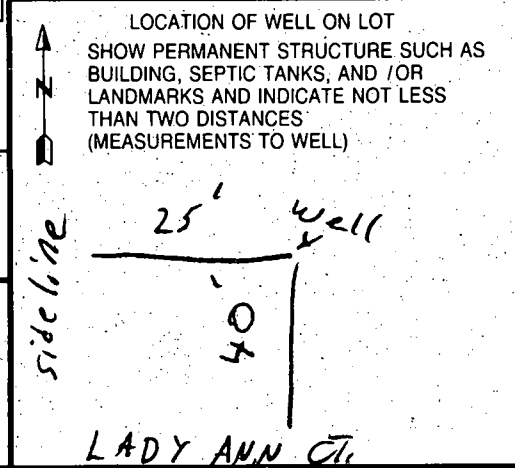 LOCATION OF WELL ON LOT
N
SHOW PERMANENT STRUCTURE SUCH AS
BUILDING, SEPTIC TANKS, AND /OR
LANDMARKS AND INDICATE NOT LESS
THAN TWO DISTANCES
(MEASUREMENTS TO WELL)
25'
well
sideline
40'
LADY ANN Ct.